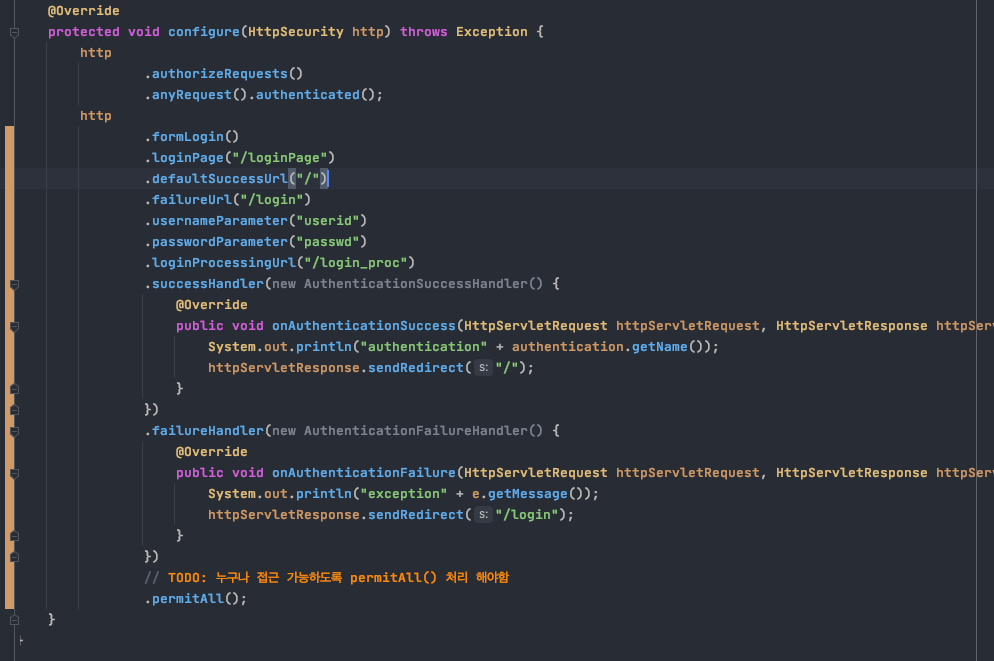 @Override
protected void configure(HttpSecurity http) throws Exception {
http
.authorizeRequests()
.anyRequest().authenticated();
http
.formLogin()
.loginPage("/loginPage")
.defaultSuccessUrl("/")
.failureUrl("/login")
.usernameParameter("userid")
.passwordParameter("passwd")
.loginProcessingUrl("/login_proc")
.successHandler(new AuthenticationSuccessHandler() {
@Override
public void onAuthenticationSuccess(HttpServletRequest httpServletRequest, HttpServletResponse httpSer
System.out.println("authentication" + authentication.getName());
httpServletResponse.sendRedirect( s: "/");
}
})
.failureHandler(new AuthenticationFailureHandler() {
@Override
public void onAuthenticationFailure(HttpServletRequest httpServletRequest, HttpServletResponse httpSer
System.out.println("exception" + e.getMessage());
httpServletResponse.sendRedirect( s: "/login");
}
})
// TODO: 누구나 접근 가능하도록 permitAll() 처리 해야함
.permitAll();
}
}